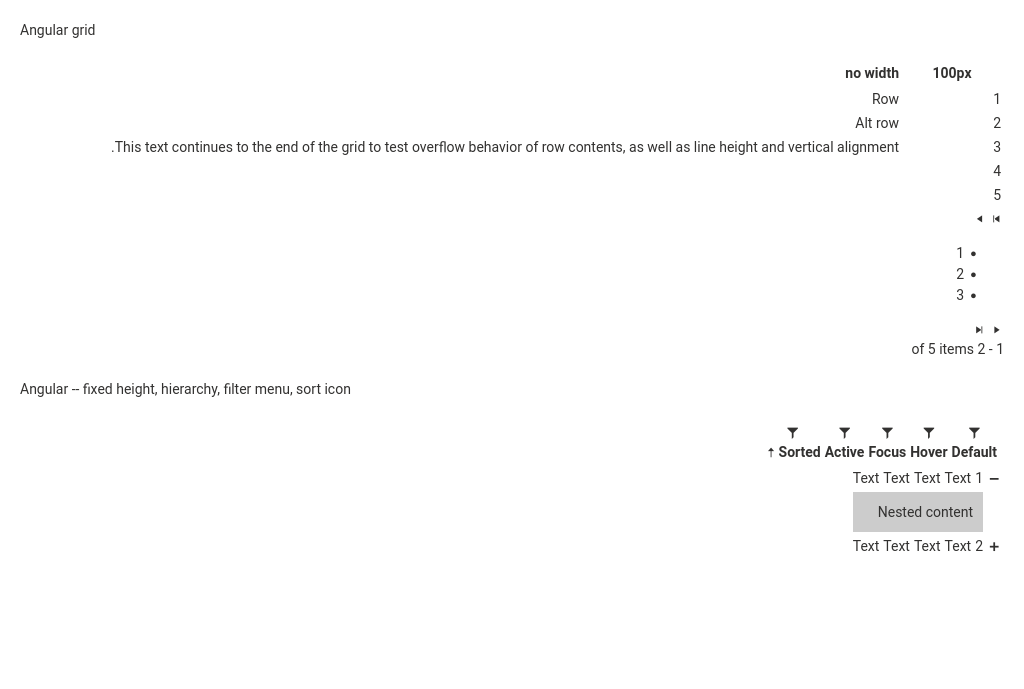 Angular grid
no width 100px
Row 1
Alt row 2
.This text continues to the end of the grid to test overflow behavior of row contents, as well as line height and vertical alignment 3
4
5
1 •
2 •
3 •
of 5 items 2 - 1
Angular -- fixed height, hierarchy, filter menu, sort icon
↑ Sorted Active Focus Hover Default
Text Text Text Text 1 −
Nested content
Text Text Text Text 2 +